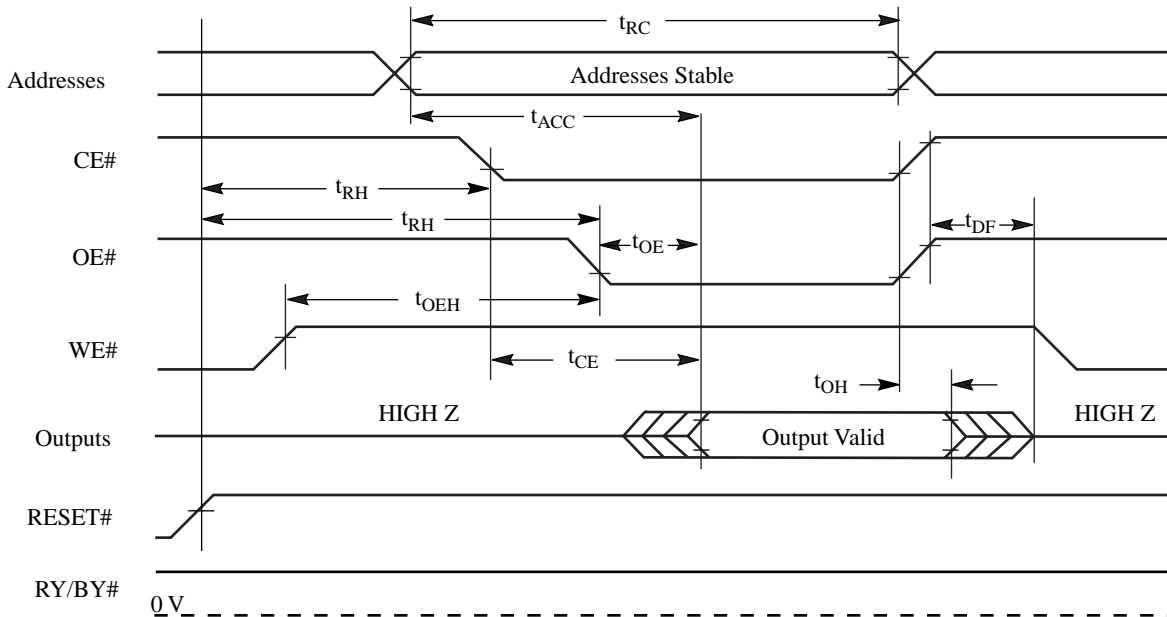 tRC
Addresses
Addresses Stable
tACC
CE#
tRH
tRH
tDF
tOE
OE#
tOEH
WE#
tCE
tOH
HIGH Z
HIGH Z
Outputs
Output Valid
RESET#
RY/BY#
0 V